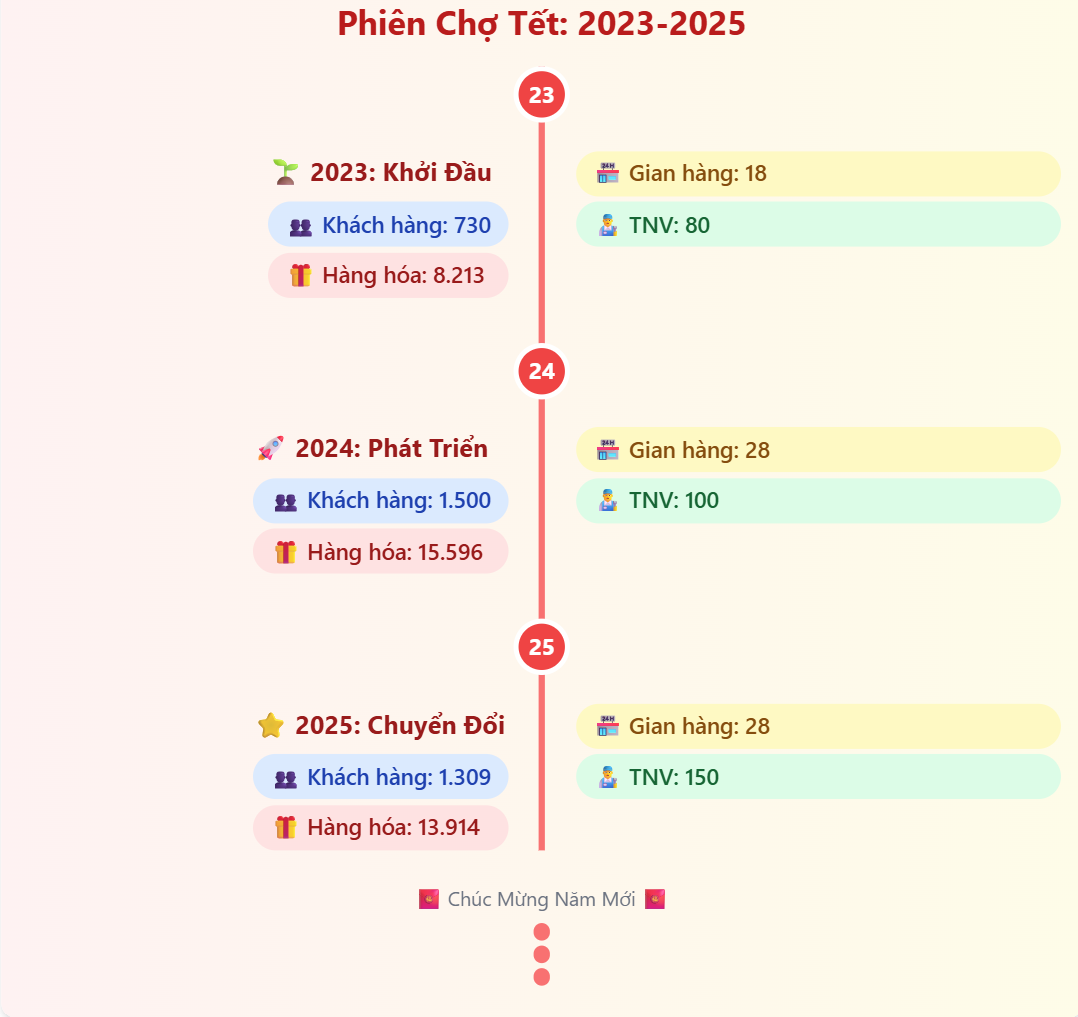 Phiên Chợ Tết: 2023-2025
23
2023: Khởi Đầu
Khách hàng: 730
Hàng hóa: 8.213
Gian hàng: 18
TNV: 80
24
2024: Phát Triển
Khách hàng: 1.500
Hàng hóa: 15.596
Gian hàng: 28
TNV: 100
25
2025: Chuyển Đổi
Khách hàng: 1.309
Hàng hóa: 13.914
Gian hàng: 28
TNV: 150
Chúc Mừng Năm Mới